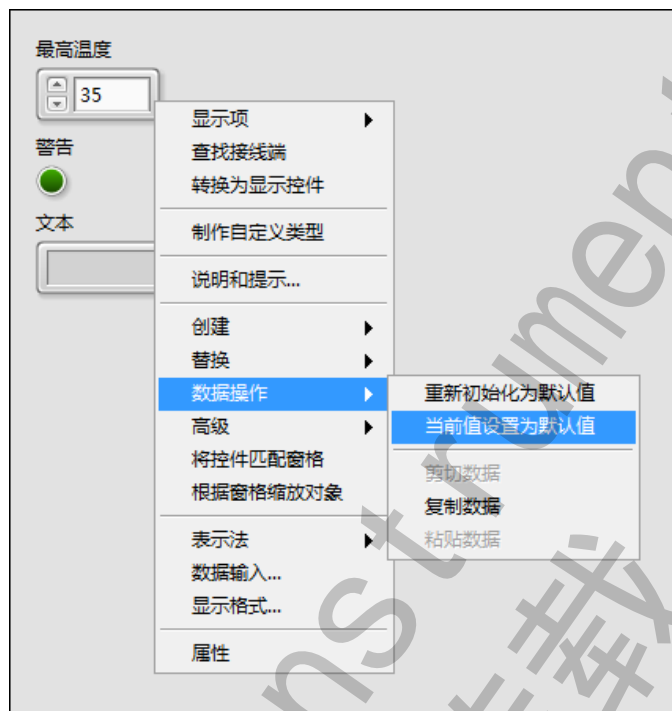 最高温度
35
警告
文本
显示项
查找接线端
转换为显示控件
制作自定义类型
说明和提示...
创建
替换
数据操作
高级
将控件匹配窗格
根据窗格缩放对象
表示法
数据输入...
显示格式...
属性
重新初始化为默认值
当前值设置为默认值
剪切数据
复制数据
粘贴数据